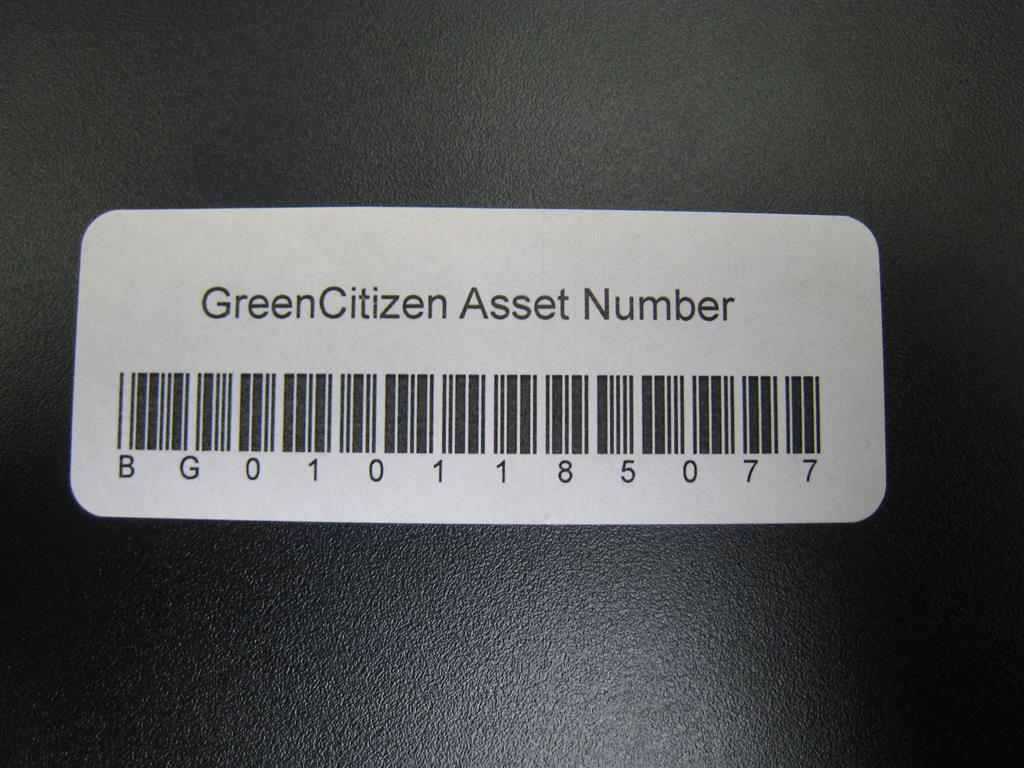 GreenCitizen Asset Number
B G 0 1 0 1 1 8 5 0 7 7